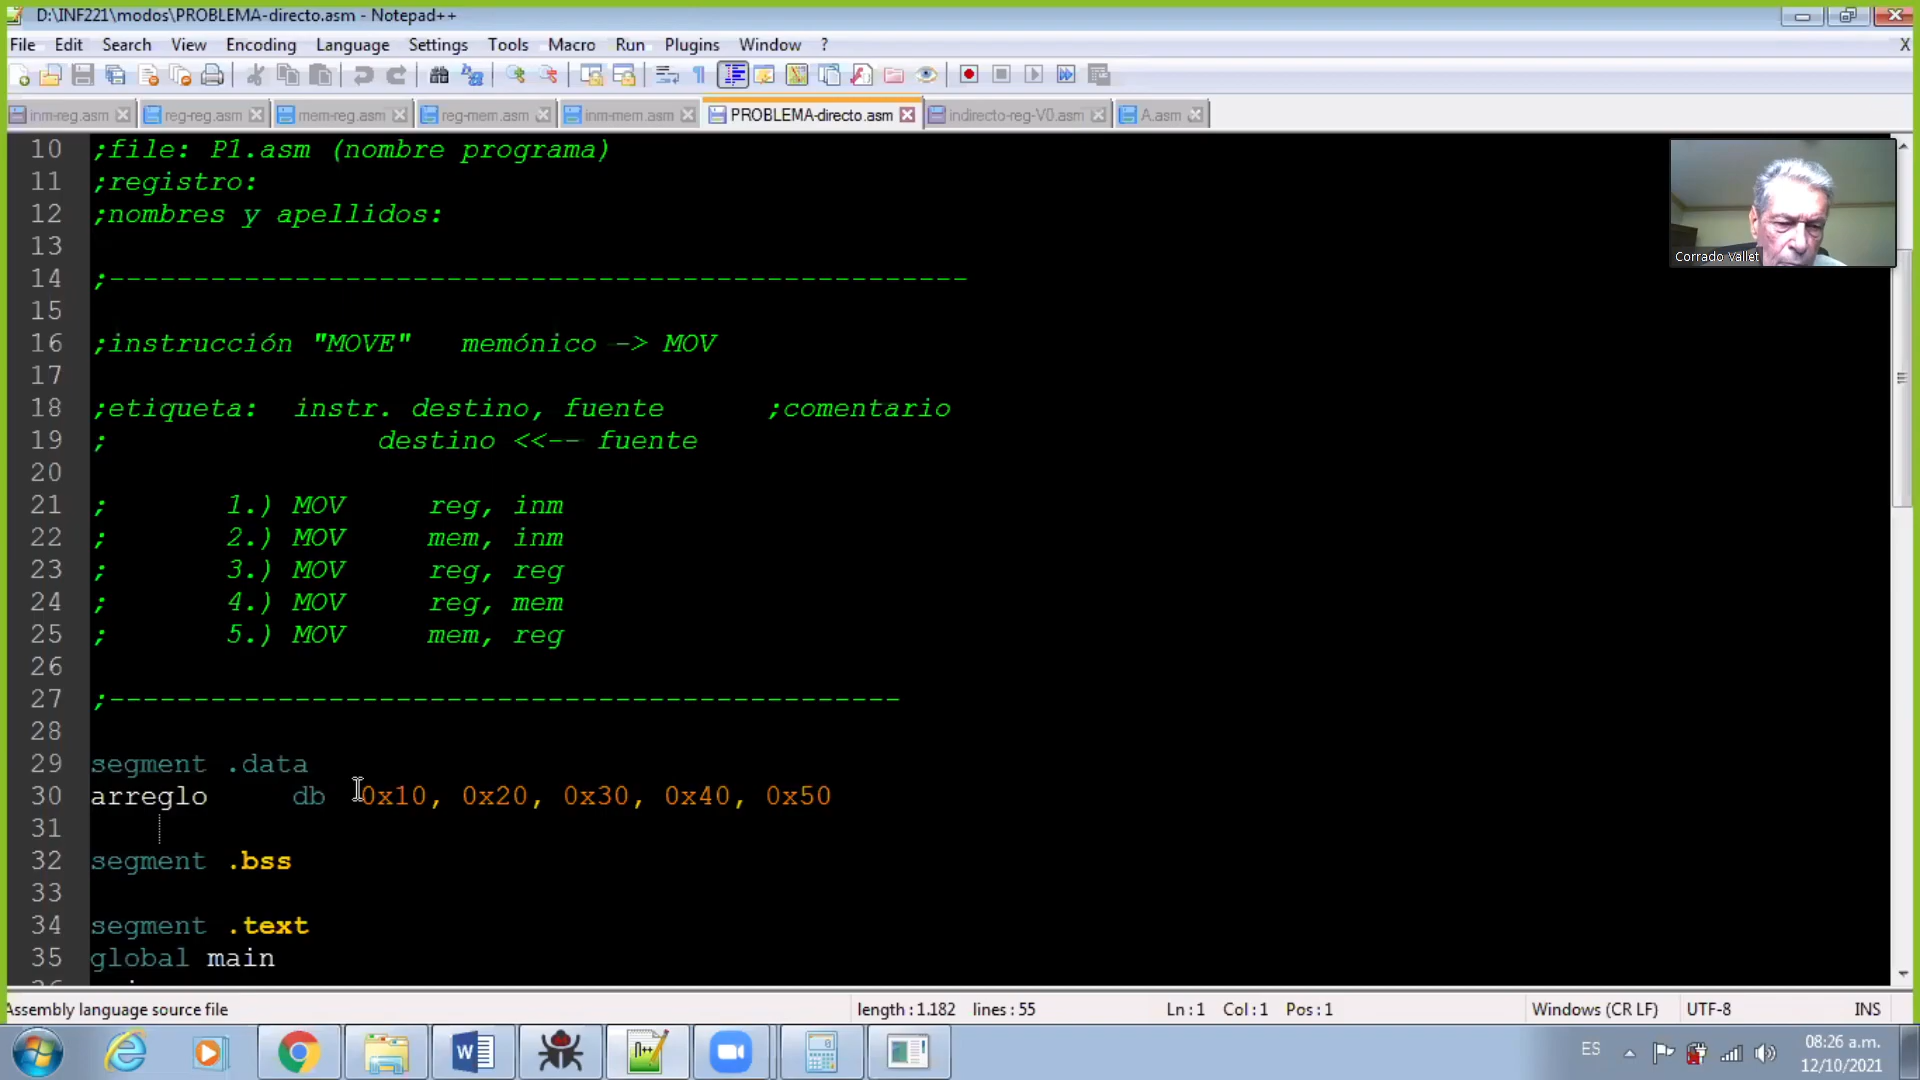 D:\INF221\modos\PROBLEMA-directo.asm - Notepad++
File Edit Search View Encoding Language Settings Tools Macro Run Plugins Window ? X
inm-reg.asm reg-reg.asm mem-reg.asm reg-mem.asm inm-mem.asm PROBLEMA-directo.asm indirecto-reg-V0.asm A.asm
10 ;file: P1.asm (nombre programa)
11 ;registro:
12 ;nombres y apellidos:
13
14 ;---------------------------------------------------
15
16 ;instrucción "MOVE" memónico -> MOV
17
18 ;etiqueta: instr. destino, fuente ;comentario
19 ; destino <<-- fuente
20
21 ; 1.) MOV reg, inm
22 ; 2.) MOV mem, inm
23 ; 3.) MOV reg, reg
24 ; 4.) MOV reg, mem
25 ; 5.) MOV mem, reg
26
27 ;-----------------------------------------------
28
29 segment .data
30 arreglo db 0x10, 0x20, 0x30, 0x40, 0x50
31
32 segment .bss
33
34 segment .text
35 global main
Corrado Vallet
Assembly language source file length : 1.182 lines : 55 Ln : 1 Col : 1 Pos : 1 Windows (CR LF) UTF-8 INS
ES
08:26 a.m.
12/10/2021